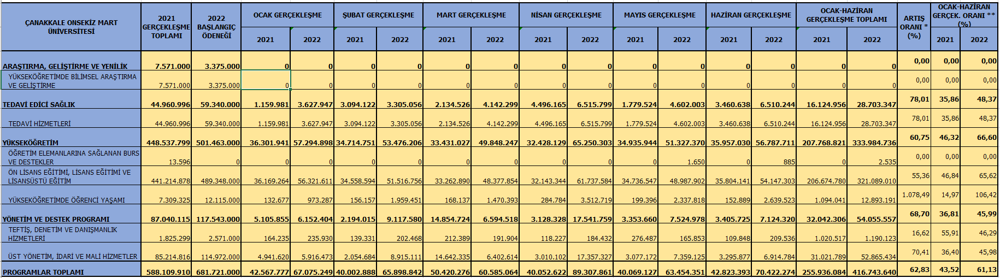 ÇANAKKALE ONSEKİZ MART ÜNİVERSİTESİ 2021 GERÇEKLEŞME TOPLAMI 2022 BAŞLANGIÇ ÖDENEĞİ OCAK GERÇEKLEŞME ŞUBAT GERÇEKLEŞME MART GERÇEKLEŞME NİSAN GERÇEKLEŞME MAYIS GERÇEKLEŞME HAZİRAN GERÇEKLEŞME OCAK-HAZİRAN GERÇEKLEŞME TOPLAMI ARTIŞ ORANI * (%) OCAK-HAZİRAN GERÇEK. ORANI ** (%)
2021 2022 2021 2022 2021 2022 2021 2022 2021 2022 2021 2022 2021 2022 2021 2022
ARAŞTIRMA, GELİŞTİRME VE YENİLİK 7.571.000 3.375.000 0 0 0 0 0 0 0 0 0 0 0 0 0 0 0,00 0,00 0,00
YÜKSEKÖĞRETİMDE BİLİMSEL ARAŞTIRMA VE GELİŞTİRME 7.571.000 3.375.000 0 0 0 0 0 0 0 0 0 0 0 0 0 0 0,00 0,00 0,00
TEDAVİ EDİCİ SAĞLIK 44.960.996 59.340.000 1.159.981 3.627.947 3.094.122 3.305.056 2.134.526 4.142.299 4.496.165 6.515.799 1.779.524 4.602.003 3.460.638 6.510.244 16.124.956 28.703.347 78,01 35,86 48,37
TEDAVİ HİZMETLERİ 44.960.996 59.340.000 1.159.981 3.627.947 3.094.122 3.305.056 2.134.526 4.142.299 4.496.165 6.515.799 1.779.524 4.602.003 3.460.638 6.510.244 16.124.956 28.703.347 78,01 35,86 48,37
YÜKSEKÖĞRETİM 448.537.799 501.463.000 36.301.941 57.294.898 34.714.751 53.476.206 33.431.027 49.848.247 32.428.129 65.250.303 34.935.944 51.327.370 35.957.030 56.787.711 207.768.821 333.984.736 60,75 46,32 66,60
ÖĞRETİM ELEMANLARINA SAĞLANAN BURS VE DESTEKLER 13.596 0 0 0 0 0 0 0 0 0 0 1.650 0 885 0 2.535 0,00 0,00 0,00
ÖN LİSANS EĞİTİMİ, LİSANS EĞİTİMİ VE LİSANSÜSTÜ EĞİTİM 441.214.878 489.348.000 36.169.264 56.321.611 34.558.594 51.516.756 33.262.890 48.377.854 32.143.344 61.737.584 34.736.547 48.987.902 35.804.141 54.147.303 206.674.780 321.089.010 55,36 46,84 65,62
YÜKSEKÖĞRETİMDE ÖĞRENCİ YAŞAMI 7.309.325 12.115.000 132.677 973.287 156.157 1.959.451 168.137 1.470.393 284.784 3.512.719 199.396 2.337.818 152.889 2.639.523 1.094.041 12.893.191 1.078,49 14,97 106,42
YÖNETİM VE DESTEK PROGRAMI 87.040.115 117.543.000 5.105.855 6.152.404 2.194.015 9.117.580 14.854.724 6.594.518 3.128.328 17.541.759 3.353.660 7.524.978 3.405.725 7.124.320 32.042.306 54.055.557 68,70 36,81 45,99
TEFTİŞ, DENETİM VE DANIŞMANLIK HİZMETLERİ 1.825.299 2.571.000 164.235 235.930 139.331 202.468 212.389 191.904 118.227 184.432 276.487 165.853 109.848 209.536 1.020.517 1.190.123 16,62 55,91 46,29
ÜST YÖNETİM, İDARİ VE MALİ HİZMETLER 85.214.816 114.972.000 4.941.620 5.916.473 2.054.684 8.915.111 14.642.335 6.402.614 3.010.102 17.357.327 3.077.172 7.359.125 3.295.877 6.914.784 31.021.789 52.865.434 70,41 36,40 45,98
PROGRAMLAR TOPLAMI 588.109.910 681.721.000 42.567.777 67.075.249 40.002.888 65.898.842 50.420.276 60.585.064 40.052.622 89.307.861 40.069.127 63.454.351 42.823.393 70.422.274 255.936.084 416.743.640 62,83 43,52 61,13